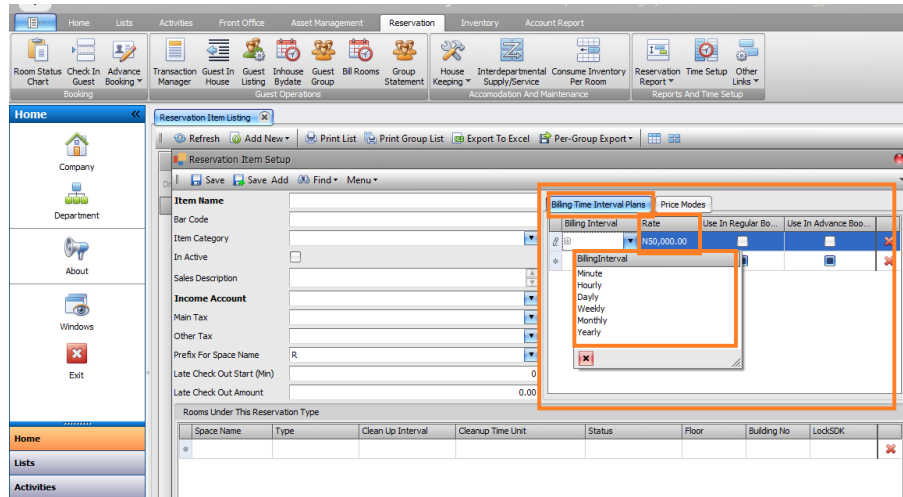 Home Lists Activities Front Office Asset Management Reservation Inventory Account Report
Room Status Chart
Check In Guest
Advance Booking
Transaction Manager
Guest In House
Guest Listing
Inhouse Bydate
Guest Group
Bill Rooms
Group Statement
House Keeping
Interdepartmental Supply/Service
Consume Inventory Per Room
Reservation Report
Time Setup
Other Links
Booking Guest Operations Accomodation And Maintenance Reports And Time Setup
Home
Company
Department
About
Windows
Exit
Home
Lists
Activities
Reservation Item Listing
Refresh Add New Print List Print Group List Export To Excel Per-Group Export
Reservation Item Setup
Save Save Add Find Menu
Item Name
Bar Code
Item Category
In Active
Sales Description
Income Account
Main Tax
Other Tax
Prefix For Space Name R
Late Check Out Start (Min) 0
Late Check Out Amount 0.00
Billing Time Interval Plans Price Modes
Billing Interval Rate Use In Regular Bo... Use In Advance Boo...
N50,000.00
BillingInterval
Minute
Hourly
Dayly
Weekly
Monthly
Yearly
Rooms Under This Reservation Type
Space Name Type Clean Up Interval Cleanup Time Unit Status Floor Building No LockSDK